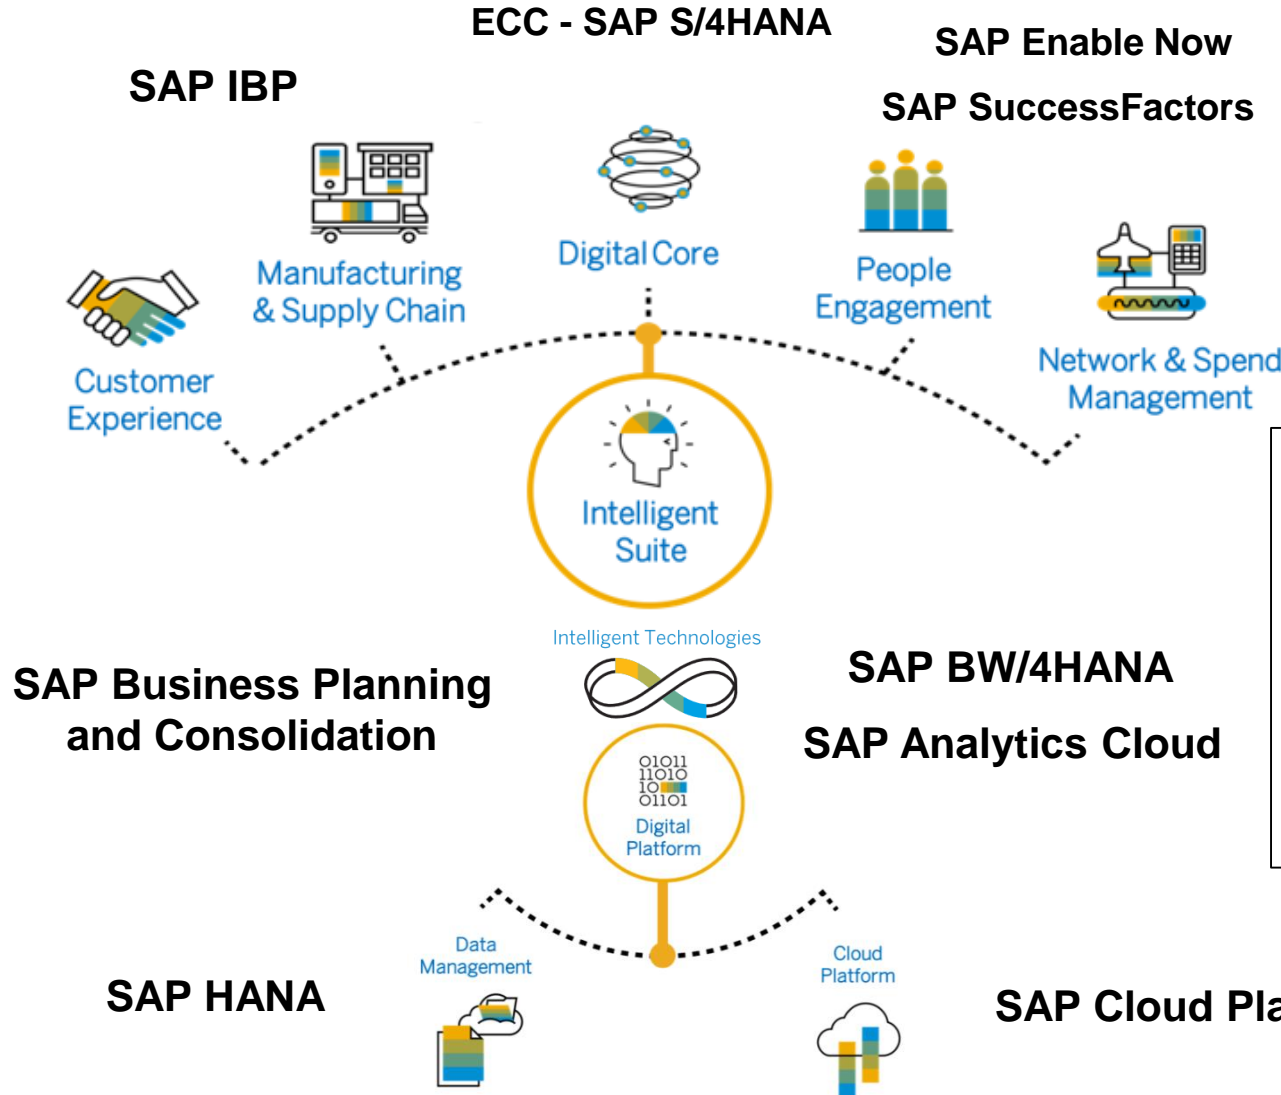 ECC - SAP S/4HANA
SAP Enable Now
SAP IBP
SAP SuccessFactors
Digital Core
Manufacturing
& Supply Chain
People
Engagement
Customer
Experience
Network & Spend
Management
Intelligent
Suite
Intelligent Technologies
SAP Business Planning
and Consolidation
SAP BW/4HANA
SAP Analytics Cloud
01011
11010
10
01101
Digital
Platform
Data
Management
Cloud
Platform
SAP HANA
SAP Cloud